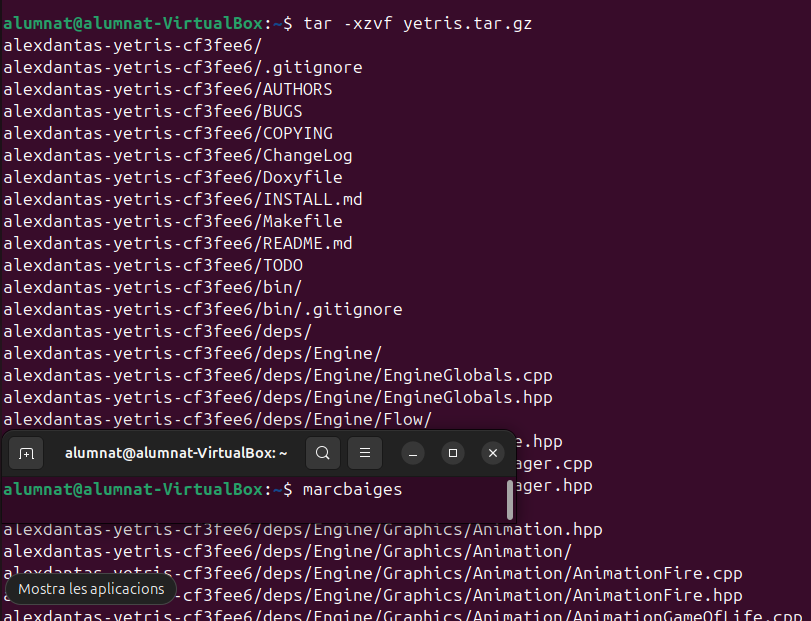 alumnat@alumnat-VirtualBox:~$ tar -xzvf yetris.tar.gz
alexdantas-yetris-cf3fee6/
alexdantas-yetris-cf3fee6/.gitignore
alexdantas-yetris-cf3fee6/AUTHORS
alexdantas-yetris-cf3fee6/BUGS
alexdantas-yetris-cf3fee6/COPYING
alexdantas-yetris-cf3fee6/ChangeLog
alexdantas-yetris-cf3fee6/Doxyfile
alexdantas-yetris-cf3fee6/INSTALL.md
alexdantas-yetris-cf3fee6/Makefile
alexdantas-yetris-cf3fee6/README.md
alexdantas-yetris-cf3fee6/TODO
alexdantas-yetris-cf3fee6/bin/
alexdantas-yetris-cf3fee6/bin/.gitignore
alexdantas-yetris-cf3fee6/deps/
alexdantas-yetris-cf3fee6/deps/Engine/
alexdantas-yetris-cf3fee6/deps/Engine/EngineGlobals.cpp
alexdantas-yetris-cf3fee6/deps/Engine/EngineGlobals.hpp
alexdantas-yetris-cf3fee6/deps/Engine/Flow/
e.hpp
alumnat@alumnat-VirtualBox: ~
ager.cpp
ager.hpp
alumnat@alumnat-VirtualBox:~$ marcbaiges
alexdantas-yetris-cf3fee6/deps/Engine/Graphics/Animation.hpp
alexdantas-yetris-cf3fee6/deps/Engine/Graphics/Animation/
alexdantas-yetris-cf3fee6/deps/Engine/Graphics/Animation/AnimationFire.cpp
Mostra les aplicacions
-cf3fee6/deps/Engine/Graphics/Animation/AnimationFire.hpp
alexdantas-yetris-cf3fee6/deps/Engine/Graphics/Animation/AnimationGameOfLife.cpp